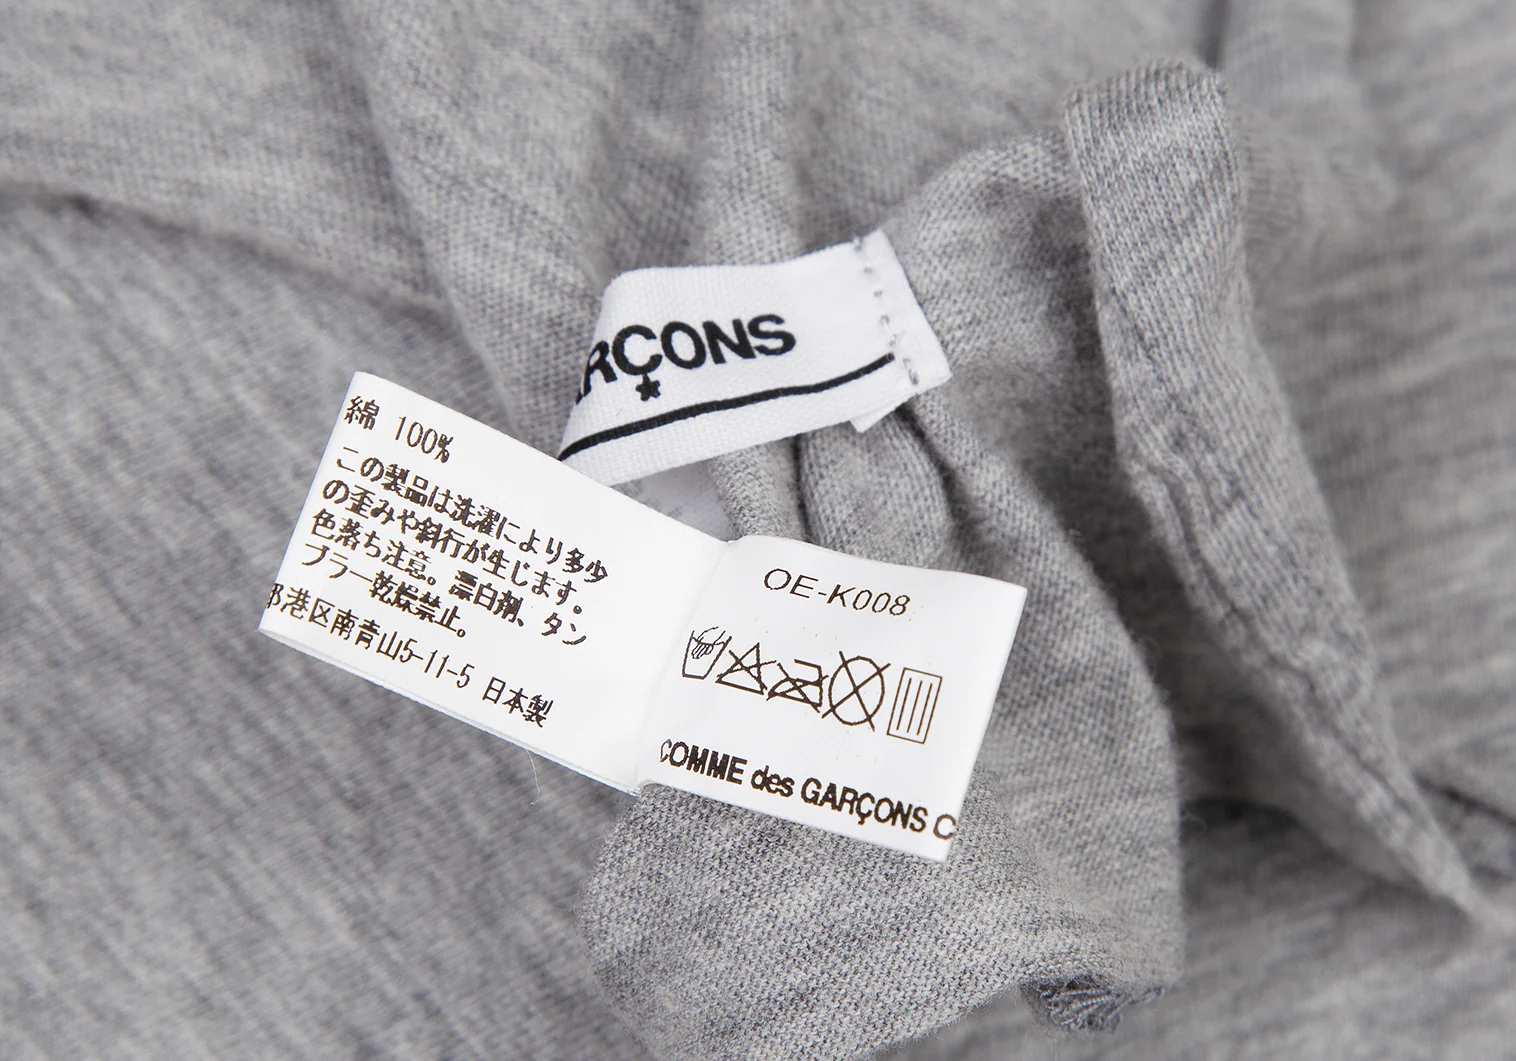 ARÇONS
綿 100%
この製品は洗濯により多少
の歪みや斜行が生じます。
色落ち注意。漂白剤、タン
ブラー乾燥禁止。
港区南青山5-11-5 日本製
OE-K008
COMME des GARÇONS C